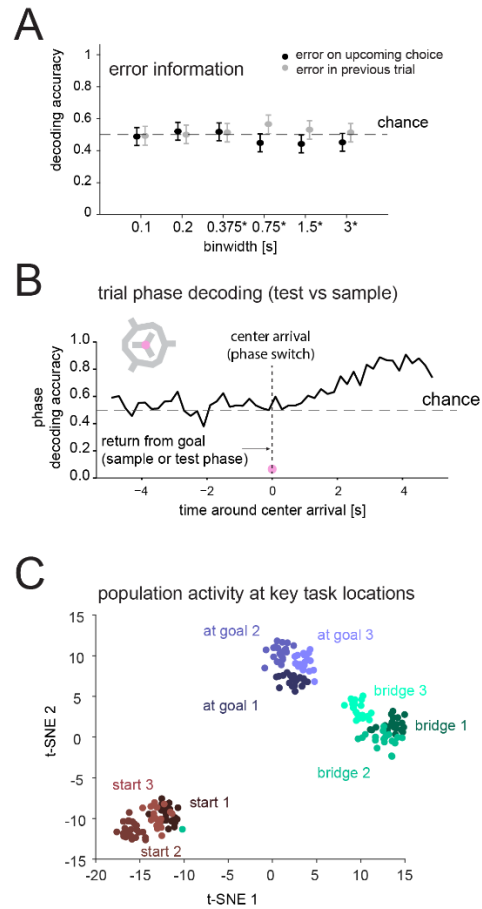 A
error information
error on upcoming choice
error in previous trial
decoding accuracy
1
0.8
0.6
0.4
0.2
0
chance
0.1
0.2
0.375*
0.75*
1.5*
3*
binwidth [s]
B
trial phase decoding (test vs sample)
center arrival
(phase switch)
phase
decoding accuracy
1.0
0.8
0.6
0.4
0.2
0.0
chance
return from goal
(sample or test phase)
−4
−2
0
2
4
time around center arrival [s]
C
population activity at key task locations
t-SNE 2
15
10
5
0
-5
-10
-15
at goal 2
at goal 3
at goal 1
bridge 3
bridge 1
bridge 2
start 3
start 1
start 2
-20
-15
-10
-5
0
5
10
15
t-SNE 1